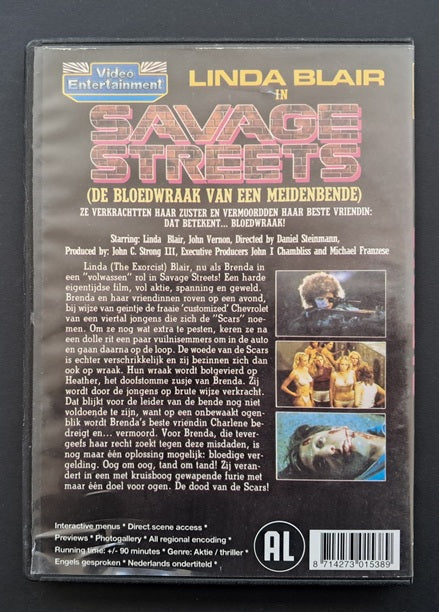 Video
Entertainment
LINDA BLAIR
IN
SAVAGE
STREETS
(DE BLOEDWRAAK VAN EEN MEIDENBENDE)
ZE VERKRACHTTEN HAAR ZUSTER EN VERMOORDDEN HAAR BESTE VRIENDIN:
DAT BETEKENT... BLOEDWRAAK!
Starring: Linda Blair, John Vernon, Directed by Daniel Steinmann,
Produced by: John C. Strong III, Executive Producers John I Chambliss and Michael Franzese
Linda (The Exorcist) Blair, nu als Brenda in
een "volwassen" rol in Savage Streets! Een harde
eigentijdse film, vol aktie, spanning en geweld.
Brenda en haar vriendinnen roven op een avond,
bij wijze van geintje de fraaie 'customized' Chevrolet
van een viertal jongens die zich de "Scars" noe-
men. Om ze nog wat extra te pesten, keren ze na
een dolle rit een paar vuilnisemmers om in de auto
en gaan daarna op de loop. De woede van de Scars is
echter verschrikkelijk en zij bezinnen zich dan
ook op wraak. Hun wraak wordt botgevierd op
Heather, het doofstomme zusje van Brenda. Zij
wordt door de jongens op brute wijze verkracht.
Dat blijkt voor de leider van de bende nog niet
voldoende te zijn, want op een onbewaakt ogen-
blik wordt Brenda's beste vriendin Charlene be-
dreigt en... vermoord. Voor Brenda, die tever-
geefs haar recht zoekt tegen deze misdaden, is
nog maar één oplossing mogelijk: bloedige ver-
gelding. Oog om oog, tand om tand! Zij veran-
dert in een met kruisboog gewapende furie met
maar één doel voor ogen. De dood van de Scars!
Interactive menus * Direct scene access *
Previews * Photogallery * All regional encoding *
Running time: +/- 90 minutes * Genre: Aktie / thriller *
Engels gesproken * Nederlands ondertiteld *
AL
8 714273 015389